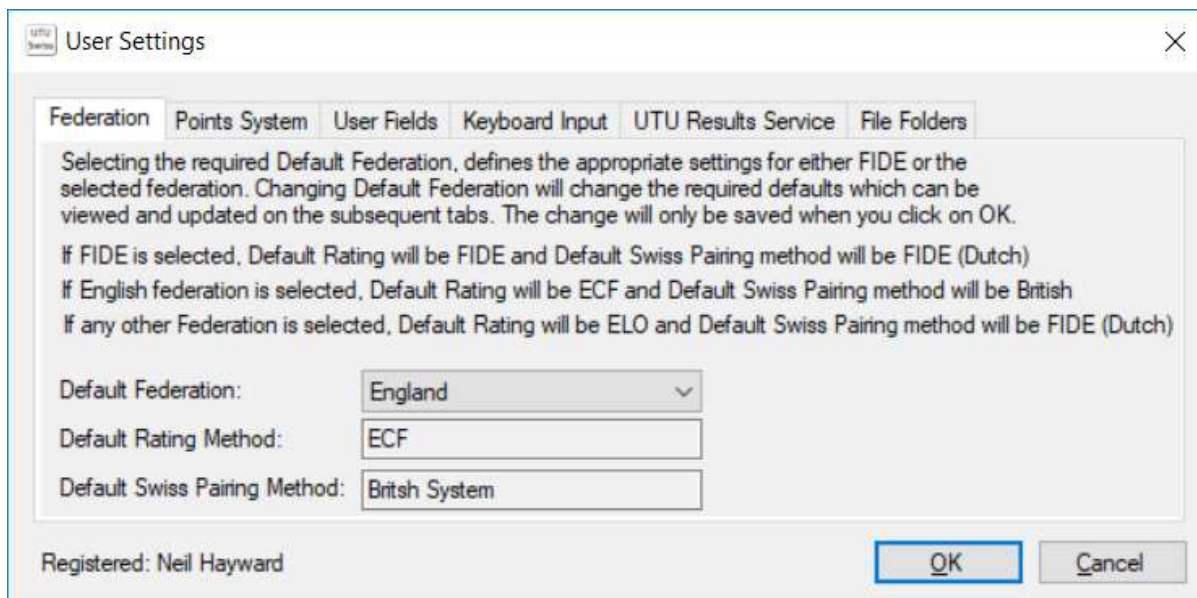 UTU
Swiss
User Settings
Federation Points System User Fields Keyboard Input UTU Results Service File Folders
Selecting the required Default Federation, defines the appropriate settings for either FIDE or the
selected federation. Changing Default Federation will change the required defaults which can be
viewed and updated on the subsequent tabs. The change will only be saved when you click on OK.
If FIDE is selected, Default Rating will be FIDE and Default Swiss Pairing method will be FIDE (Dutch)
If English federation is selected, Default Rating will be ECF and Default Swiss Pairing method will be British
If any other Federation is selected, Default Rating will be ELO and Default Swiss Pairing method will be FIDE (Dutch)
Default Federation: England
Default Rating Method: ECF
Default Swiss Pairing Method: Britsh System
Registered: Neil Hayward OK Cancel